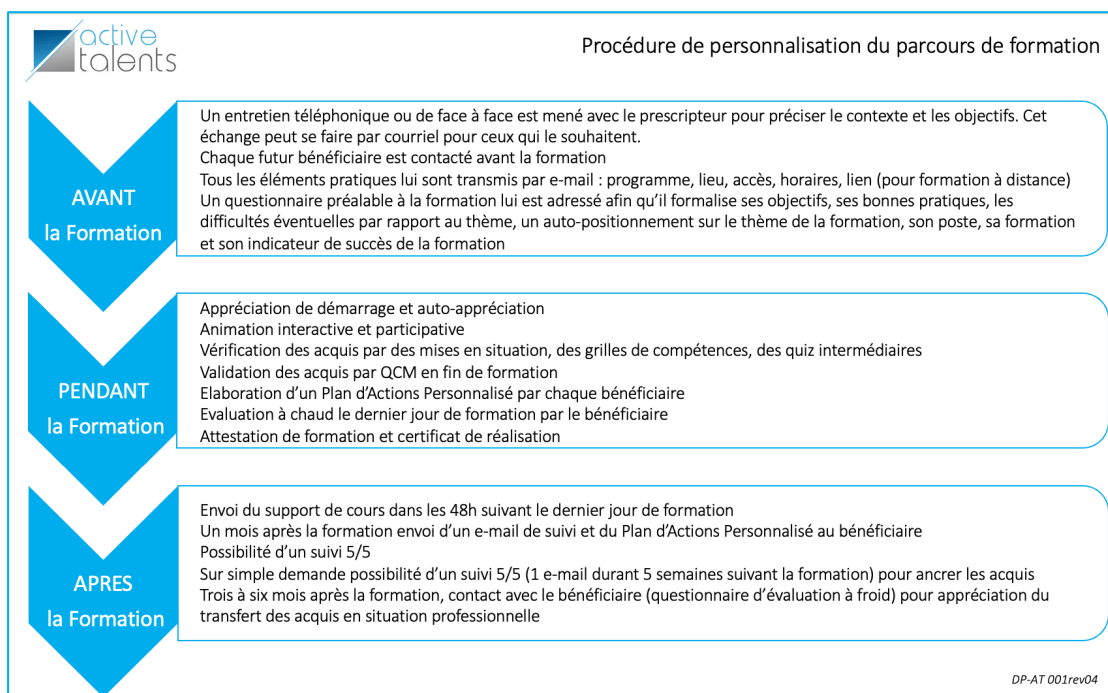 active
talents
Procédure de personnalisation du parcours de formation
AVANT
la Formation
Un entretien téléphonique ou de face à face est mené avec le prescripteur pour préciser le contexte et les objectifs. Cet
échange peut se faire par courriel pour ceux qui le souhaitent.
Chaque futur bénéficiaire est contacté avant la formation
Tous les éléments pratiques lui sont transmis par e-mail : programme, lieu, accès, horaires, lien (pour formation à distance)
Un questionnaire préalable à la formation lui est adressé afin qu'il formalise ses objectifs, ses bonnes pratiques, les
difficultés éventuelles par rapport au thème, un auto-positionnement sur le thème de la formation, son poste, sa formation
et son indicateur de succès de la formation
PENDANT
la Formation
Appréciation de démarrage et auto-appréciation
Animation interactive et participative
Vérification des acquis par des mises en situation, des grilles de compétences, des quiz intermédiaires
Validation des acquis par QCM en fin de formation
Elaboration d'un Plan d'Actions Personnalisé par chaque bénéficiaire
Evaluation à chaud le dernier jour de formation par le bénéficiaire
Attestation de formation et certificat de réalisation
APRES
la Formation
Envoi du support de cours dans les 48h suivant le dernier jour de formation
Un mois après la formation envoi d'un e-mail de suivi et du Plan d'Actions Personnalisé au bénéficiaire
Possibilité d'un suivi 5/5
Sur simple demande possibilité d'un suivi 5/5 (1 e-mail durant 5 semaines suivant la formation) pour ancrer les acquis
Trois à six mois après la formation, contact avec le bénéficiaire (questionnaire d'évaluation à froid) pour appréciation du
transfert des acquis en situation professionnelle
DP-AT 001rev04